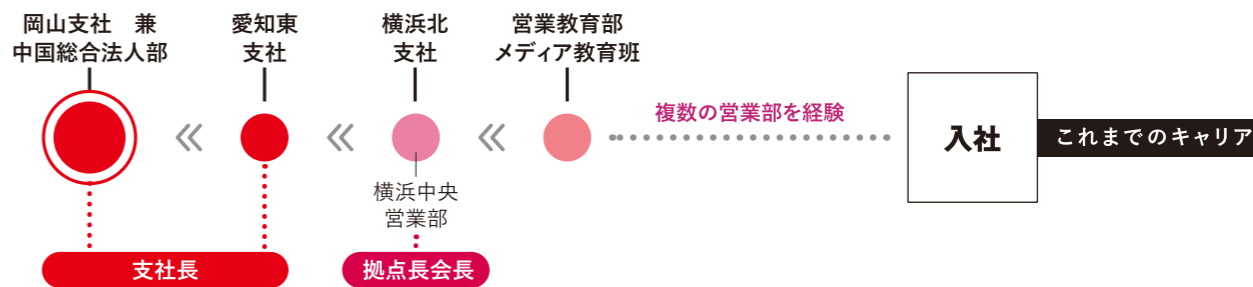 これまでのキャリア
入社
複数の営業部を経験
営業教育部
メディア教育班
横浜北
支社
横浜中央
営業部
拠点長会長
愛知東
支社
岡山支社　兼
中国総合法人部
支社長